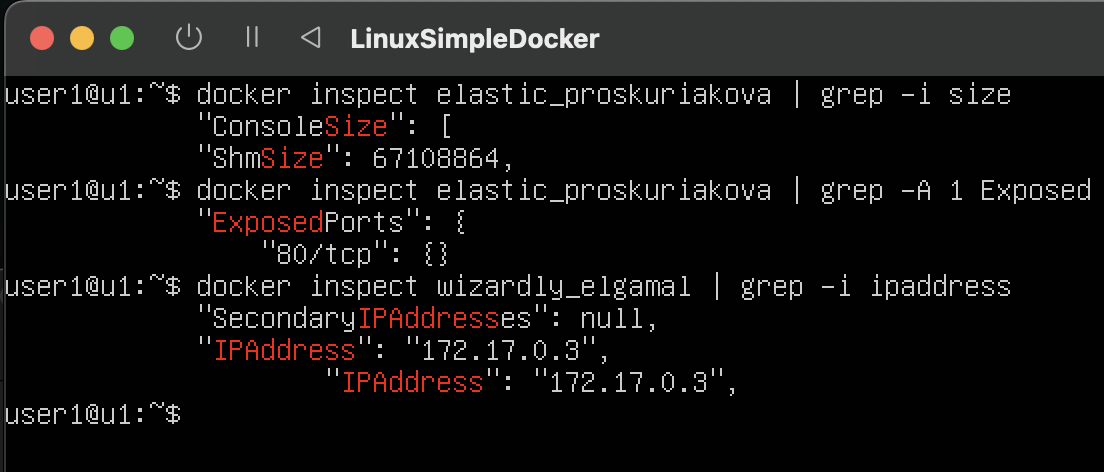 LinuxSimpleDocker
user1@u1:~$ docker inspect elastic_proskuriakova | grep -i size
"ConsoleSize": [
"ShmSize": 67108864,
user1@u1:~$ docker inspect elastic_proskuriakova | grep -A 1 Exposed
"ExposedPorts": {
"80/tcp": {}
user1@u1:~$ docker inspect wizardly_elgamal | grep -i ipaddress
"SecondaryIPAddresses": null,
"IPAddress": "172.17.0.3",
"IPAddress": "172.17.0.3",
user1@u1:~$